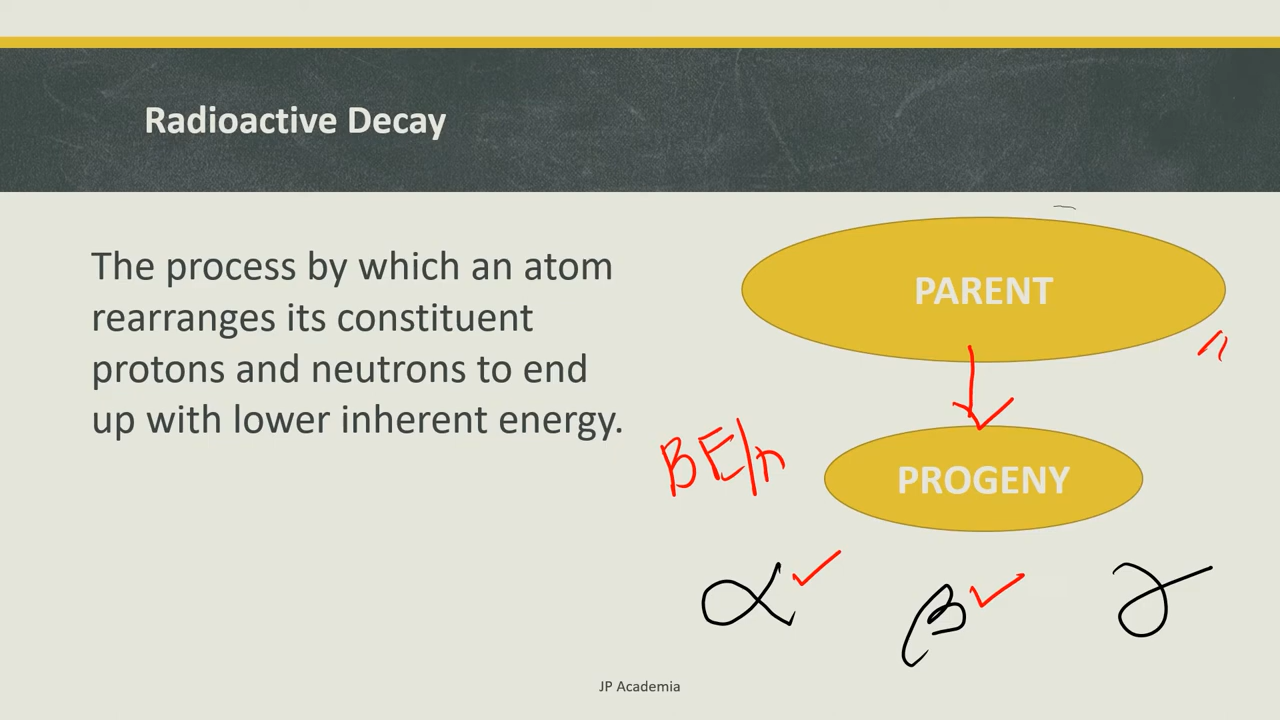 Radioactive Decay
The process by which an atom
rearranges its constituent
protons and neutrons to end
up with lower inherent energy.
PARENT
BE/n
PROGENY
α β γ
JP Academia